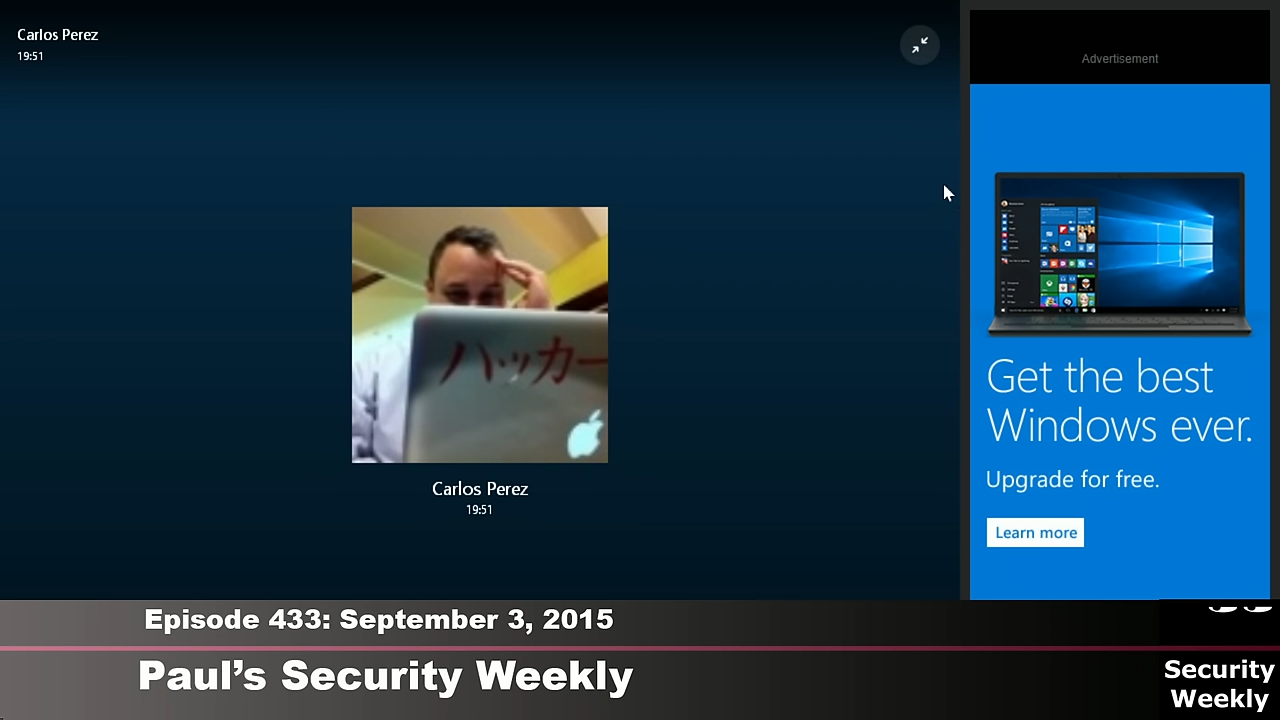 Carlos Perez
19:51
Advertisement
ハッカー
Carlos Perez
19:51
Get the best
Windows ever.
Upgrade for free.
Learn more
Episode 433: September 3, 2015
Paul’s Security Weekly
Security
Weekly